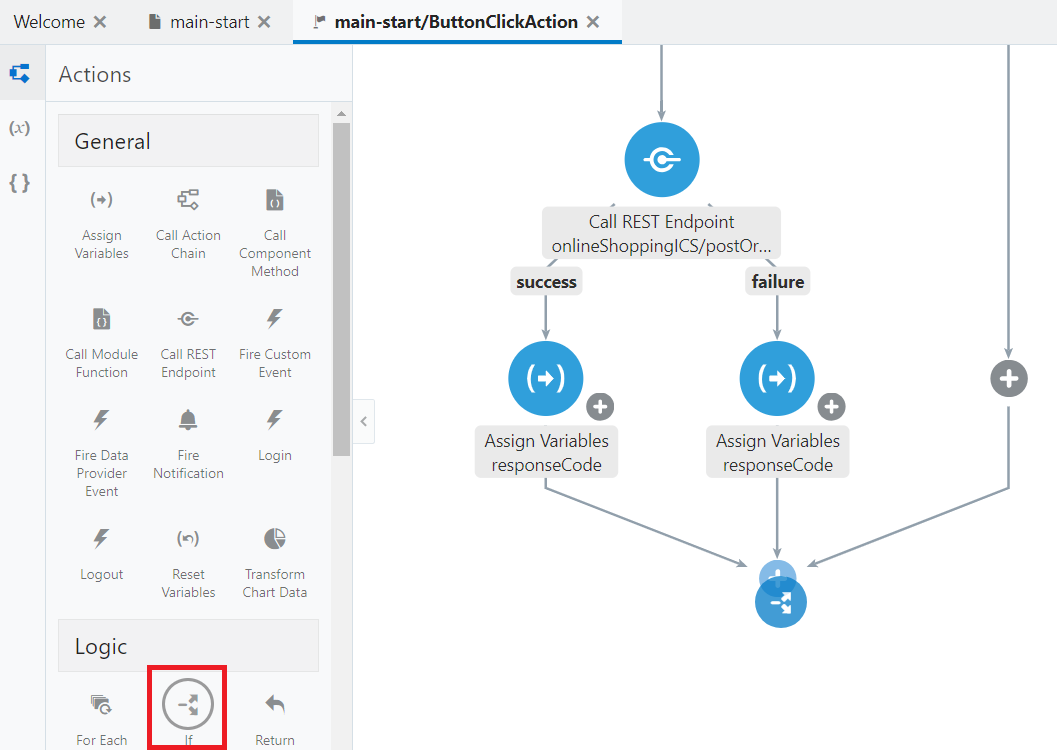 Welcome
main-start
main-start/ButtonClickAction
Actions
(x)
{ }
General
Assign
Variables
Call Action
Chain
Call
Component
Method
Call Module
Function
Call REST
Endpoint
Fire Custom
Event
Fire Data
Provider
Event
Fire
Notification
Login
Logout
Reset
Variables
Transform
Chart Data
Logic
For Each
If
Return
Call REST Endpoint
onlineShoppingICS/postOr...
success
failure
Assign Variables
responseCode
Assign Variables
responseCode